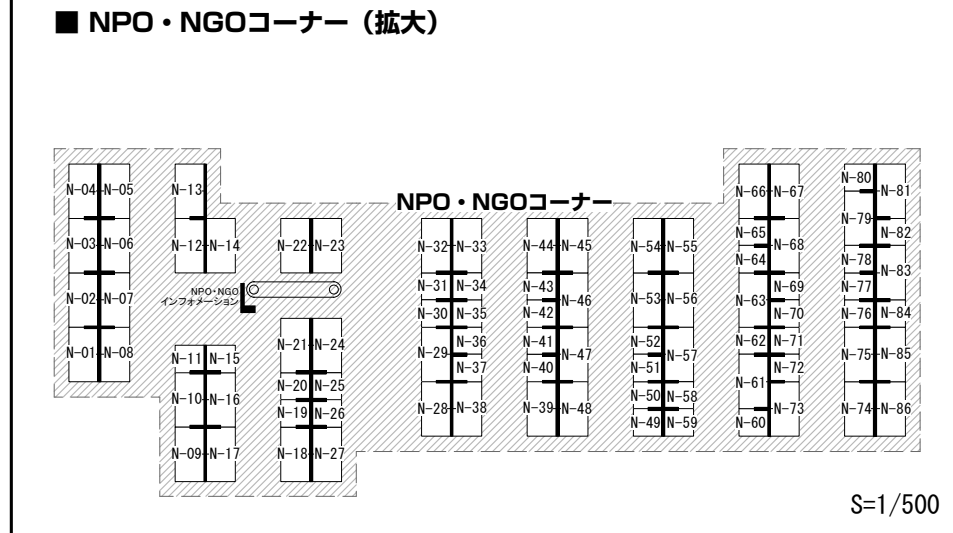 ■ NPO・NGOコーナー（拡大）
NPO・NGOコーナー
N-04 N-05
N-03 N-06
N-02 N-07
N-01 N-08
N-13
N-12 N-14
NPO・NGO
インフォメーション
N-11 N-15
N-10 N-16
N-09 N-17
N-22 N-23
N-21 N-24
N-20 N-25
N-19 N-26
N-18 N-27
N-32 N-33
N-31 N-34
N-30 N-35
N-36
N-29
N-37
N-28 N-38
N-44 N-45
N-43
N-46
N-42
N-41
N-47
N-40
N-39 N-48
N-54 N-55
N-53 N-56
N-52
N-57
N-51
N-50 N-58
N-49 N-59
N-66 N-67
N-65
N-68
N-64
N-69
N-63
N-70
N-62 N-71
N-72
N-61
N-73
N-60
N-80
N-81
N-79
N-82
N-78
N-83
N-77
N-76 N-84
N-75 N-85
N-74 N-86
S=1/500